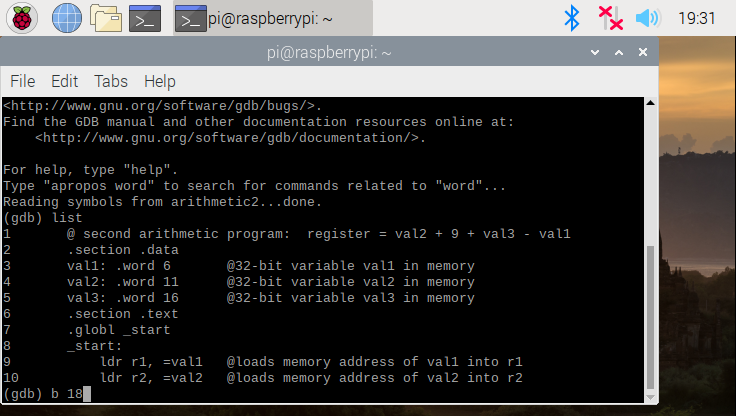 pi@raspberrypi: ~ 19:31
pi@raspberrypi: ~
File Edit Tabs Help
<http://www.gnu.org/software/gdb/bugs/>.
Find the GDB manual and other documentation resources online at:
    <http://www.gnu.org/software/gdb/documentation/>.

For help, type "help".
Type "apropos word" to search for commands related to "word"...
Reading symbols from arithmetic2...done.
(gdb) list
1       @ second arithmetic program:  register = val2 + 9 + val3 - val1
2       .section .data
3       val1: .word 6       @32-bit variable val1 in memory
4       val2: .word 11      @32-bit variable val2 in memory
5       val3: .word 16      @32-bit variable val3 in memory
6       .section .text
7       .globl _start
8       _start:
9           ldr r1, =val1   @loads memory address of val1 into r1
10          ldr r2, =val2   @loads memory address of val2 into r2
(gdb) b 18